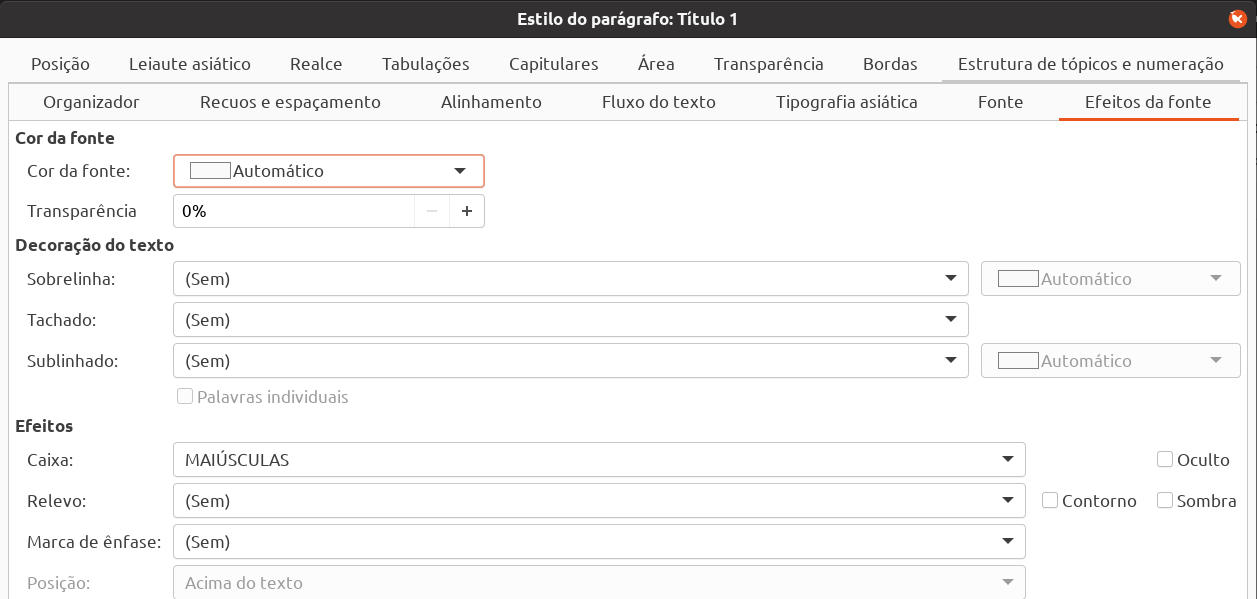 Estilo do parágrafo: Título 1
Posição Leiaute asiático Realce Tabulações Capitulares Área Transparência Bordas Estrutura de tópicos e numeração
Organizador Recuos e espaçamento Alinhamento Fluxo do texto Tipografia asiática Fonte Efeitos da fonte
Cor da fonte
Cor da fonte: Automático
Transparência 0% − +
Decoração do texto
Sobrelinha: (Sem) Automático
Tachado: (Sem)
Sublinhado: (Sem) Automático
Palavras individuais
Efeitos
Caixa: MAIÚSCULAS Oculto
Relevo: (Sem) Contorno Sombra
Marca de ênfase: (Sem)
Posição: Acima do texto